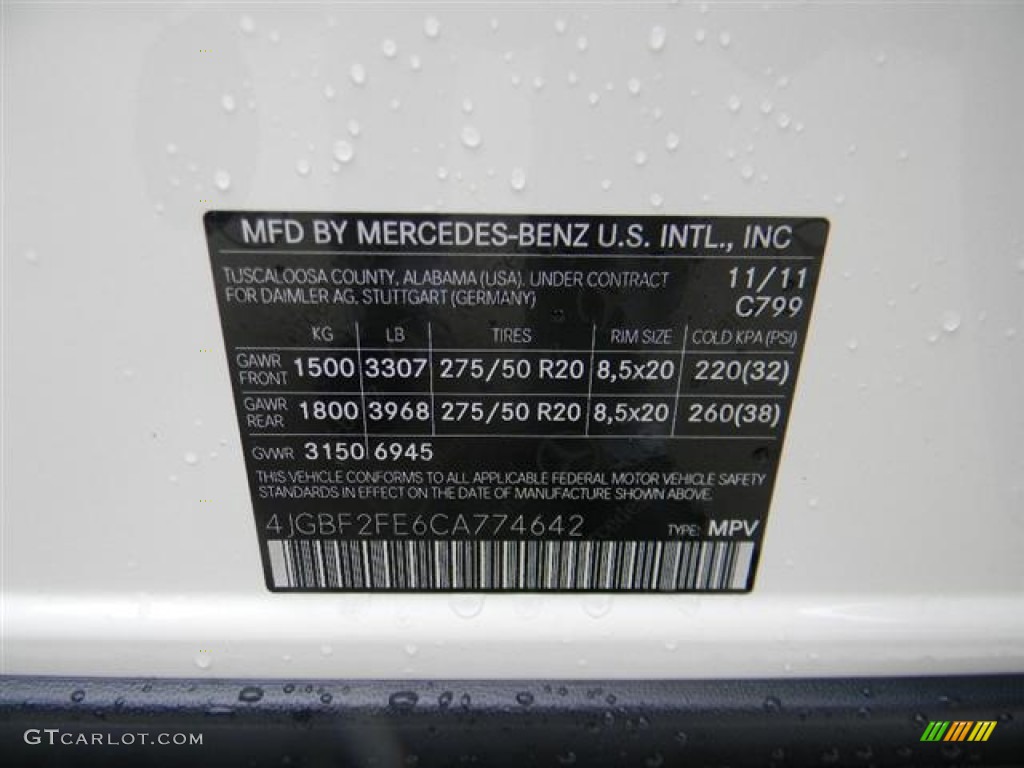 MFD BY MERCEDES-BENZ U.S. INTL., INC
TUSCALOOSA COUNTY, ALABAMA (USA). UNDER CONTRACT 11/11
FOR DAIMLER AG, STUTTGART (GERMANY) C799
KG LB TIRES RIM SIZE COLD KPA (PSI)
GAWR FRONT 1500 3307 275/50 R20 8,5x20 220(32)
GAWR REAR 1800 3968 275/50 R20 8,5x20 260(38)
GVWR 3150 6945
THIS VEHICLE CONFORMS TO ALL APPLICABLE FEDERAL MOTOR VEHICLE SAFETY
STANDARDS IN EFFECT ON THE DATE OF MANUFACTURE SHOWN ABOVE.
4JGBF2FE6CA774642 TYPE: MPV
GTCARLOT.COM